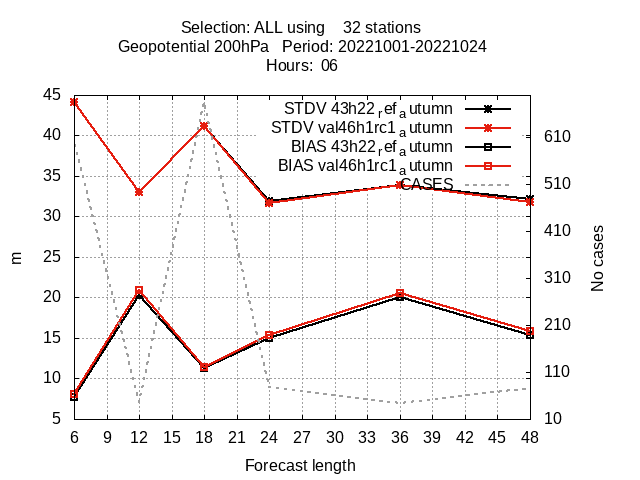 Selection: ALL using    32 stations
Geopotential 200hPa   Period: 20221001-20221024
Hours:  06
STDV 43h22_ref_autumn
STDV val46h1rc1_autumn
BIAS 43h22_ref_autumn
BIAS val46h1rc1_autumn
CASES
45
40
35
30
25
20
15
10
5
m
610
510
410
310
210
110
10
No cases
6 9 12 15 18 21 24 27 30 33 36 39 42 45 48
Forecast length